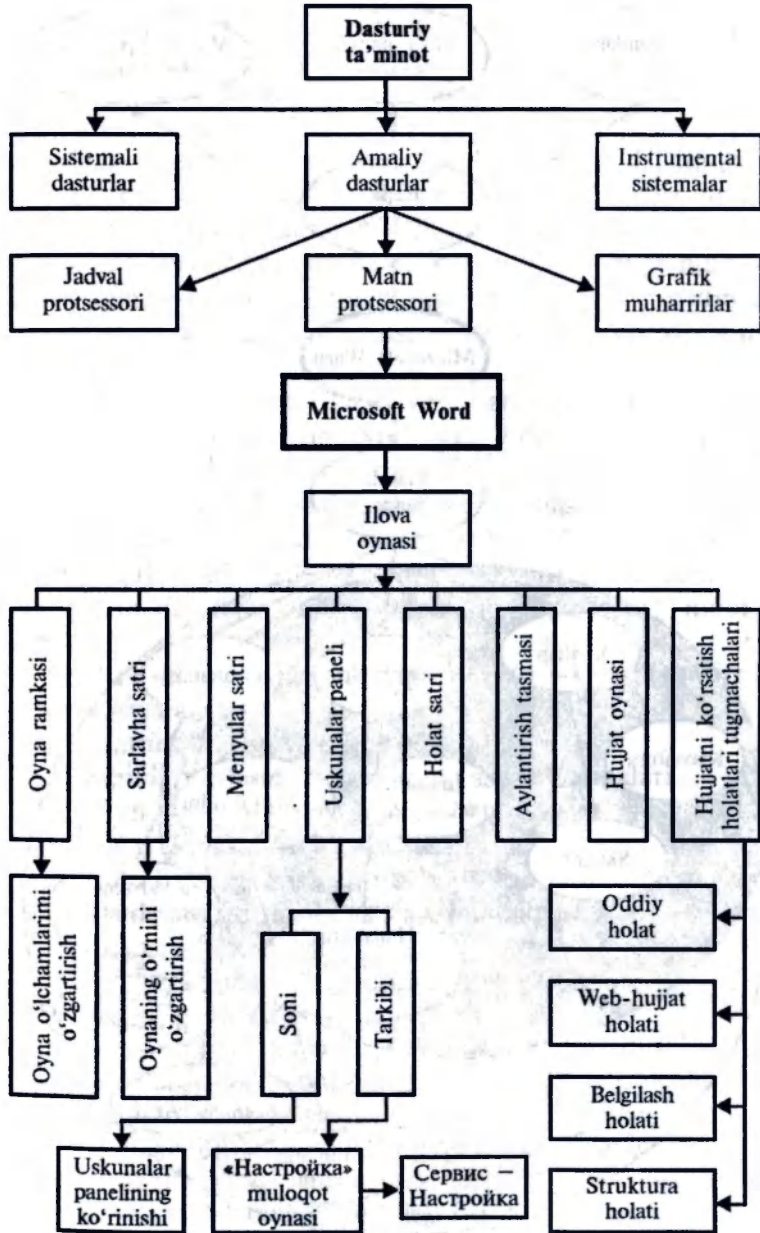 Dasturiy
ta’minot
Sistemali
dasturlar
Amaliy
dasturlar
Instrumental
sistemalar
Jadval
protsessori
Matn
protsessori
Grafik
muharrirlar
Microsoft Word
Ilova
oynasi
Oyna ramkasi
Sarlavha satri
Menyular satri
Uskunalar paneli
Holat satri
Aylantirish tasmasi
Hujjat oynasi
Hujjatni ko‘rsatish
(holatlari tugmachalari
Oyna o‘lchamlarimi
o‘zgartirish
Oynaning o‘rnini
o‘zgartirish
Soni
Tarkibi
Oddiy
holat
Web-hujjat
holati
Belgilash
holati
Struktura
holati
Uskunalar
panelining
ko‘rinishi
«Настройка»
muloqot
oynasi
Сервис –
Настройка